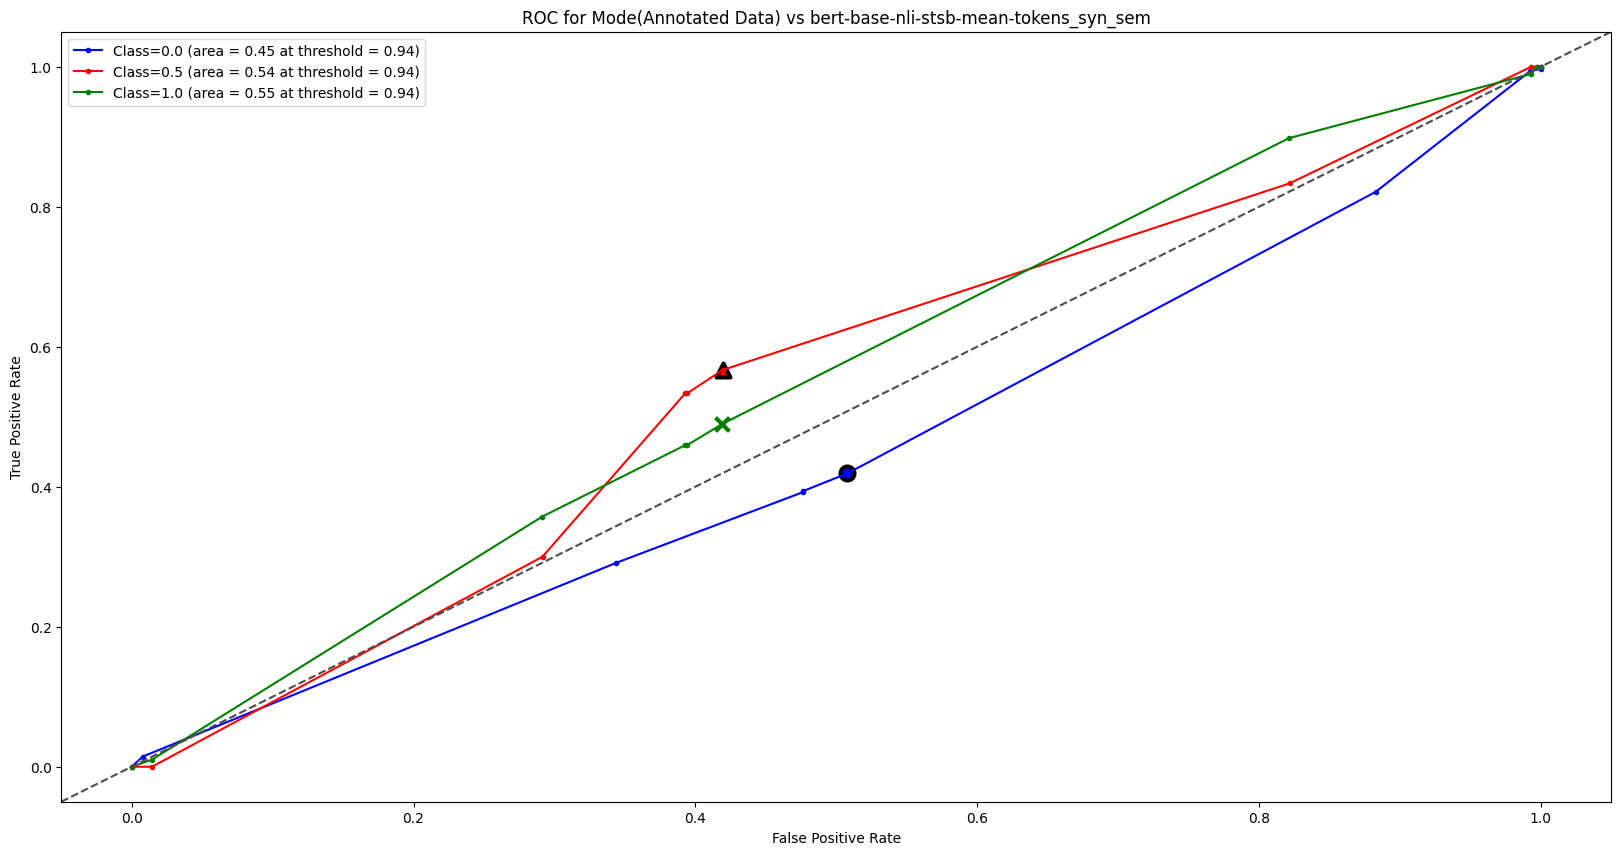 ROC for Mode(Annotated Data) vs bert-base-nli-stsb-mean-tokens_syn_sem
Class=0.0 (area = 0.45 at threshold = 0.94)
Class=0.5 (area = 0.54 at threshold = 0.94)
Class=1.0 (area = 0.55 at threshold = 0.94)
True Positive Rate
1.0
0.8
0.6
0.4
0.2
0.0
0.0 0.2 0.4 0.6 0.8 1.0
False Positive Rate